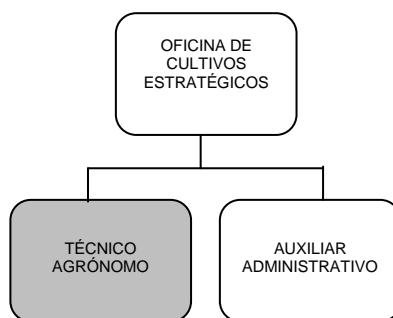 OFICINA DE
CULTIVOS
ESTRATÉGICOS
TÉCNICO
AGRÓNOMO
AUXILIAR
ADMINISTRATIVO